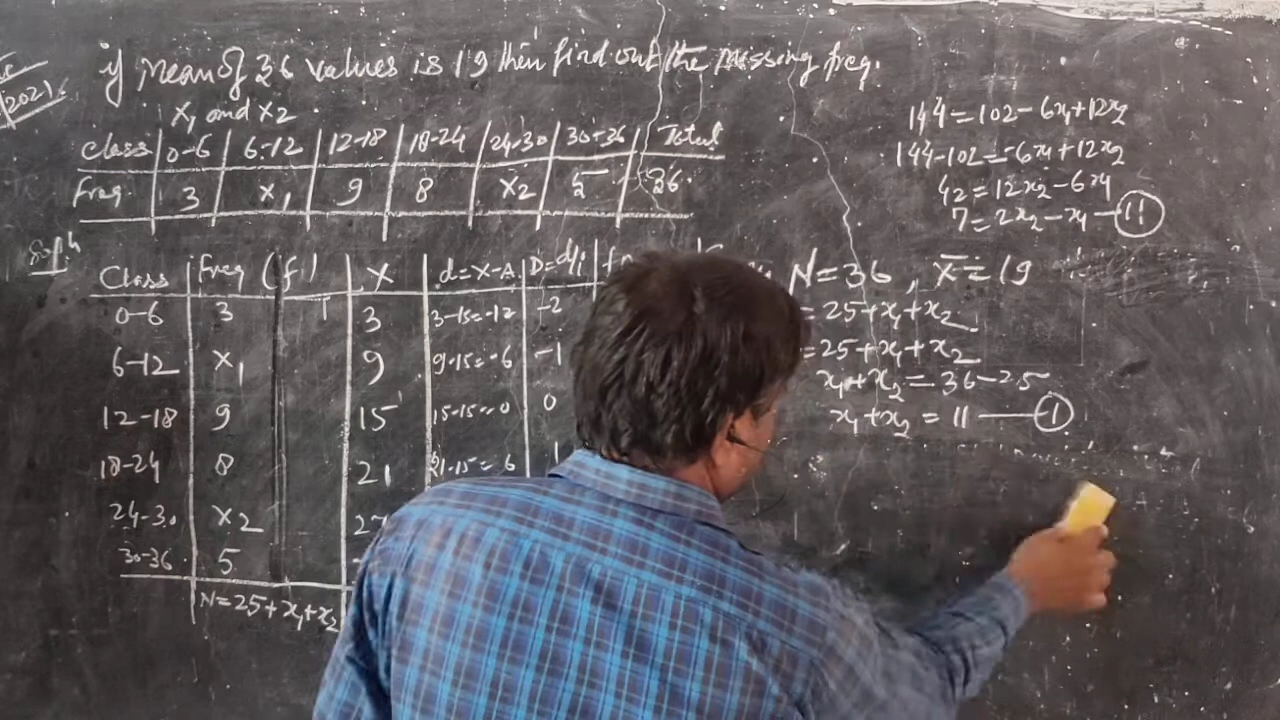 if Mean of 36 values is 19 then find out the missing freq.
2021
x₁ and x₂
Class 0-6 6-12 12-18 18-24 24-30 30-36 Total
Freq. 3 x₁ 9 8 x₂ 5 36.
Solⁿ
Class Freq (f) X d=X-A D=d/i
0-6 3 3 3-15=-12 -2
6-12 x₁ 9 9-15=-6 -1
12-18 9 15 15-15=0 0
18-24 8 21 21-15=6 1
24-30 x₂ 27
30-36 5
N=25+x₁+x₂
144=102-6x₁+12x₂
144-102=-6x₁+12x₂
42=12x₂-6x₁
7=2x₂-x₁ —(11)
N=36, x̄=19
=25+x₁+x₂
=25+x₁+x₂
x₁+x₂=36-25
x₁+x₂=11 —(1)